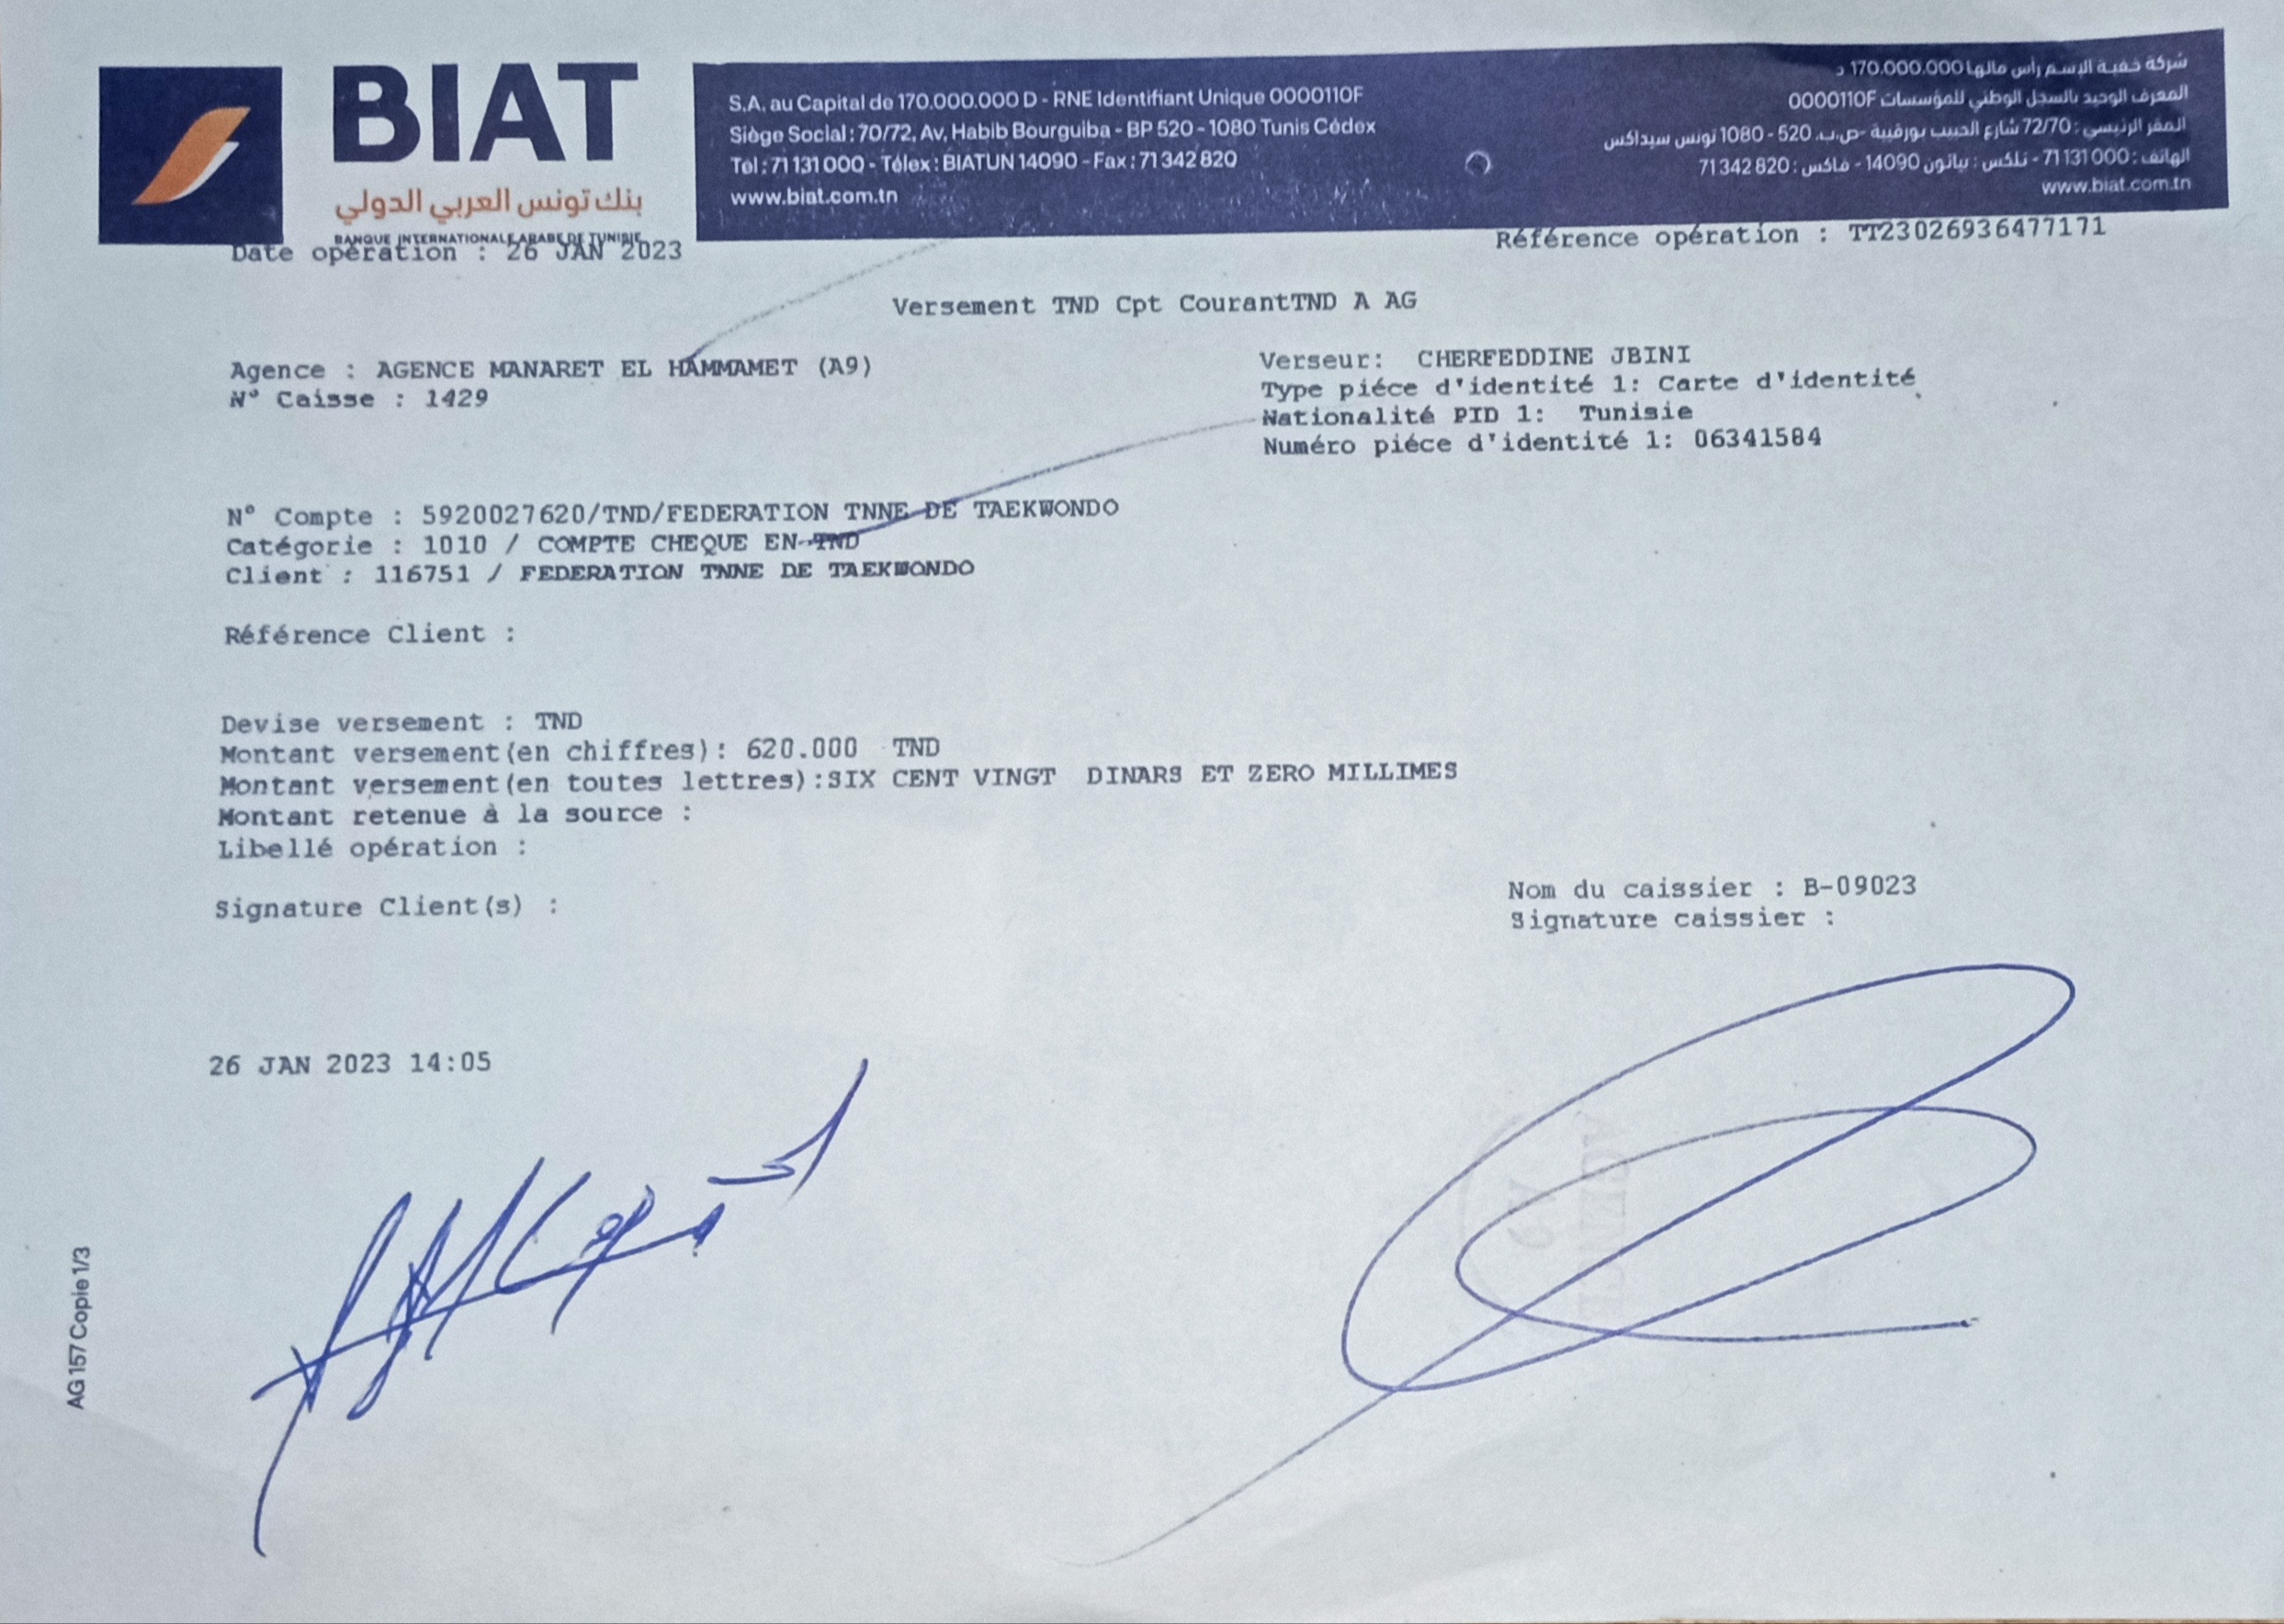 BIAT
بنك تونس العربي الدولي
BANQUE INTERNATIONALE ARABE DE TUNISIE
S.A. au Capital de 170.000.000 D - RNE Identifiant Unique 0000110F
Siège Social : 70/72, Av. Habib Bourguiba - BP 520 - 1080 Tunis Cédex
Tél : 71 131 000 - Télex : BIATUN 14090 - Fax : 71 342 820
www.biat.com.tn
شركة خفية الإسم رأس مالها 170.000.000 د
المعرف الوحيد بالسجل الوطني للمؤسسات 0000110F
المقر الرئيسي : 72/70 شارع الحبيب بورقيبة -ص.ب. 520 - 1080 تونس سيداكس
الهاتف : 71 131 000 - تلكس : بياتون 14090 - فاكس : 71 342 820
www.biat.com.tn
Date opération : 26 JAN 2023
Référence opération : TT23026936477171
Versement TND Cpt CourantTND A AG
Agence : AGENCE MANARET EL HAMMAMET (A9)
N° Caisse : 1429
Verseur: CHERFEDDINE JBINI
Type piéce d'identité 1: Carte d'identité
Nationalité PID 1: Tunisie
Numéro piéce d'identité 1: 06341584
N° Compte : 5920027620/TND/FEDERATION TNNE DE TAEKWONDO
Catégorie : 1010 / COMPTE CHEQUE EN TND
Client : 116751 / FEDERATION TNNE DE TAEKWONDO
Référence Client :
Devise versement : TND
Montant versement(en chiffres): 620.000 TND
Montant versement(en toutes lettres):SIX CENT VINGT DINARS ET ZERO MILLIMES
Montant retenue à la source :
Libellé opération :
Signature Client(s) :
Nom du caissier : B-09023
Signature caissier :
26 JAN 2023 14:05
AG 157 Copie 1/3